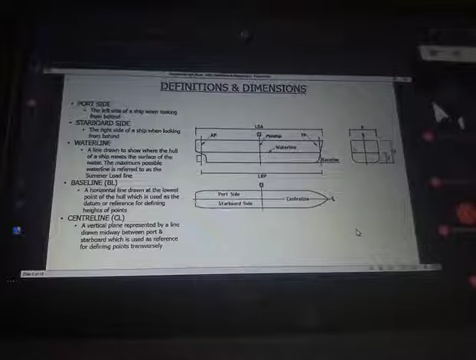 DEFINITIONS & DIMENSIONS
• PORT SIDE
• The left side of a ship when looking
from behind
• STARBOARD SIDE
• The right side of a ship when looking
from behind
• WATERLINE
• A line drawn to show where the hull
of a ship meets the surface of the
water. The maximum possible
waterline is referred to as the
Summer Load line
• BASELINE (BL)
• A horizontal line drawn at the lowest
point of the hull which is used as the
datum or reference for defining
heights of points
• CENTRELINE (CL)
• A vertical plane represented by a line
drawn midway between port &
starboard which is used as reference
for defining points transversely
LOA
AP
Midship
FP
Waterline
Baseline
LBP
Port Side
Starboard Side
Centreline